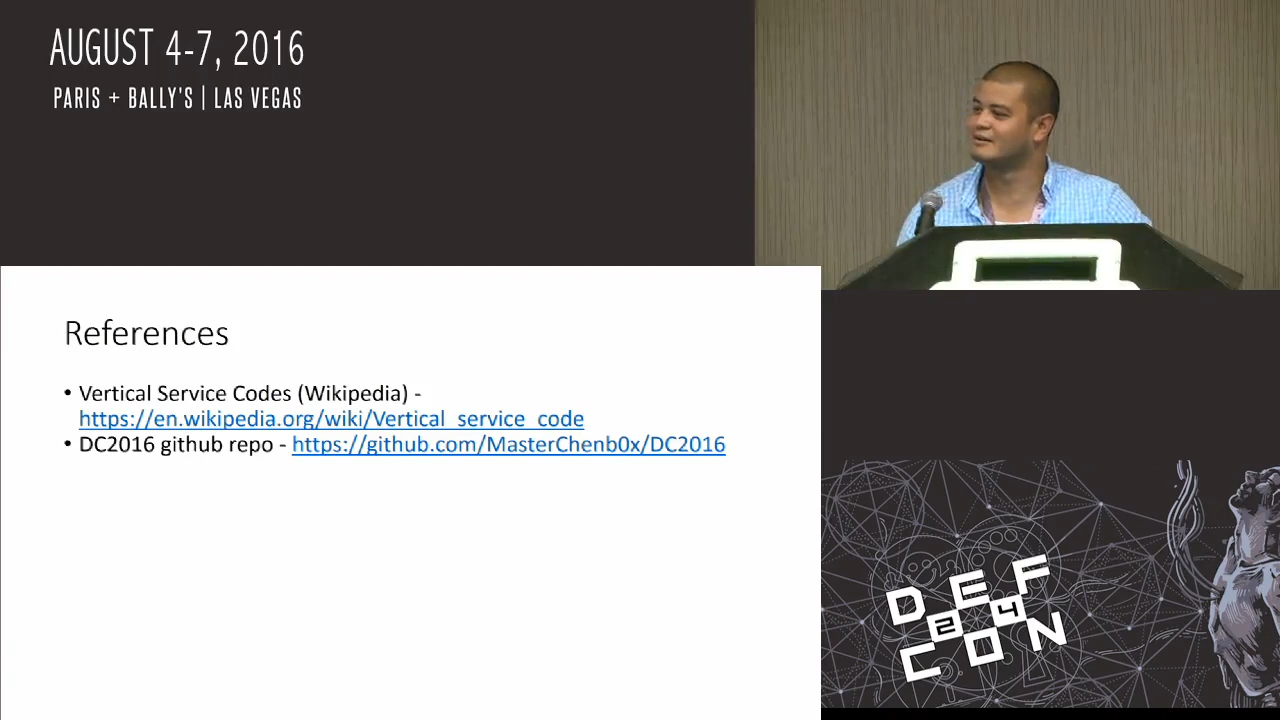 AUGUST 4-7, 2016
PARIS + BALLY'S | LAS VEGAS
References
• Vertical Service Codes (Wikipedia) -
https://en.wikipedia.org/wiki/Vertical_service_code
• DC2016 github repo - https://github.com/MasterChenb0x/DC2016
DEF
24
CON